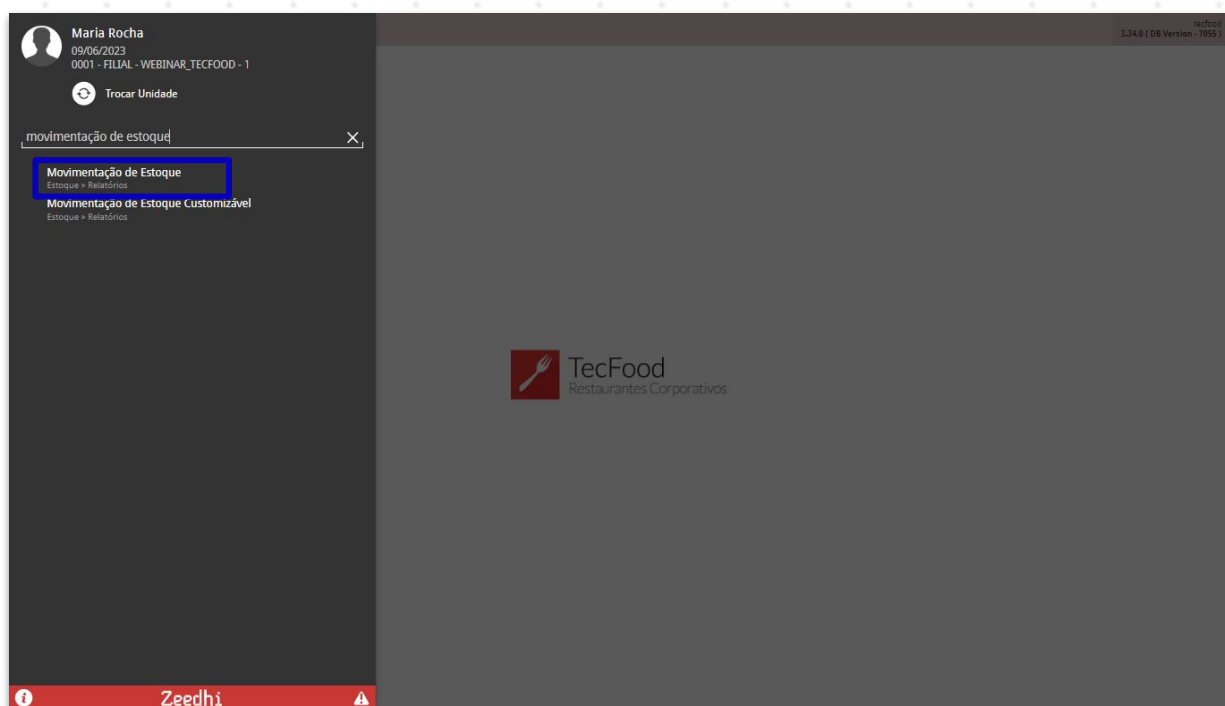 Maria Rocha
09/06/2023
0001 - FILIAL - WEBINAR_TECFOOD - 1
Trocar Unidade
movimentação de estoque
Movimentação de Estoque
Estoque » Relatórios
Movimentação de Estoque Customizável
Estoque » Relatórios
tecfood
3.34.0 ( DB Version - 7055 )
TecFood
Restaurantes Corporativos
Zeedhi